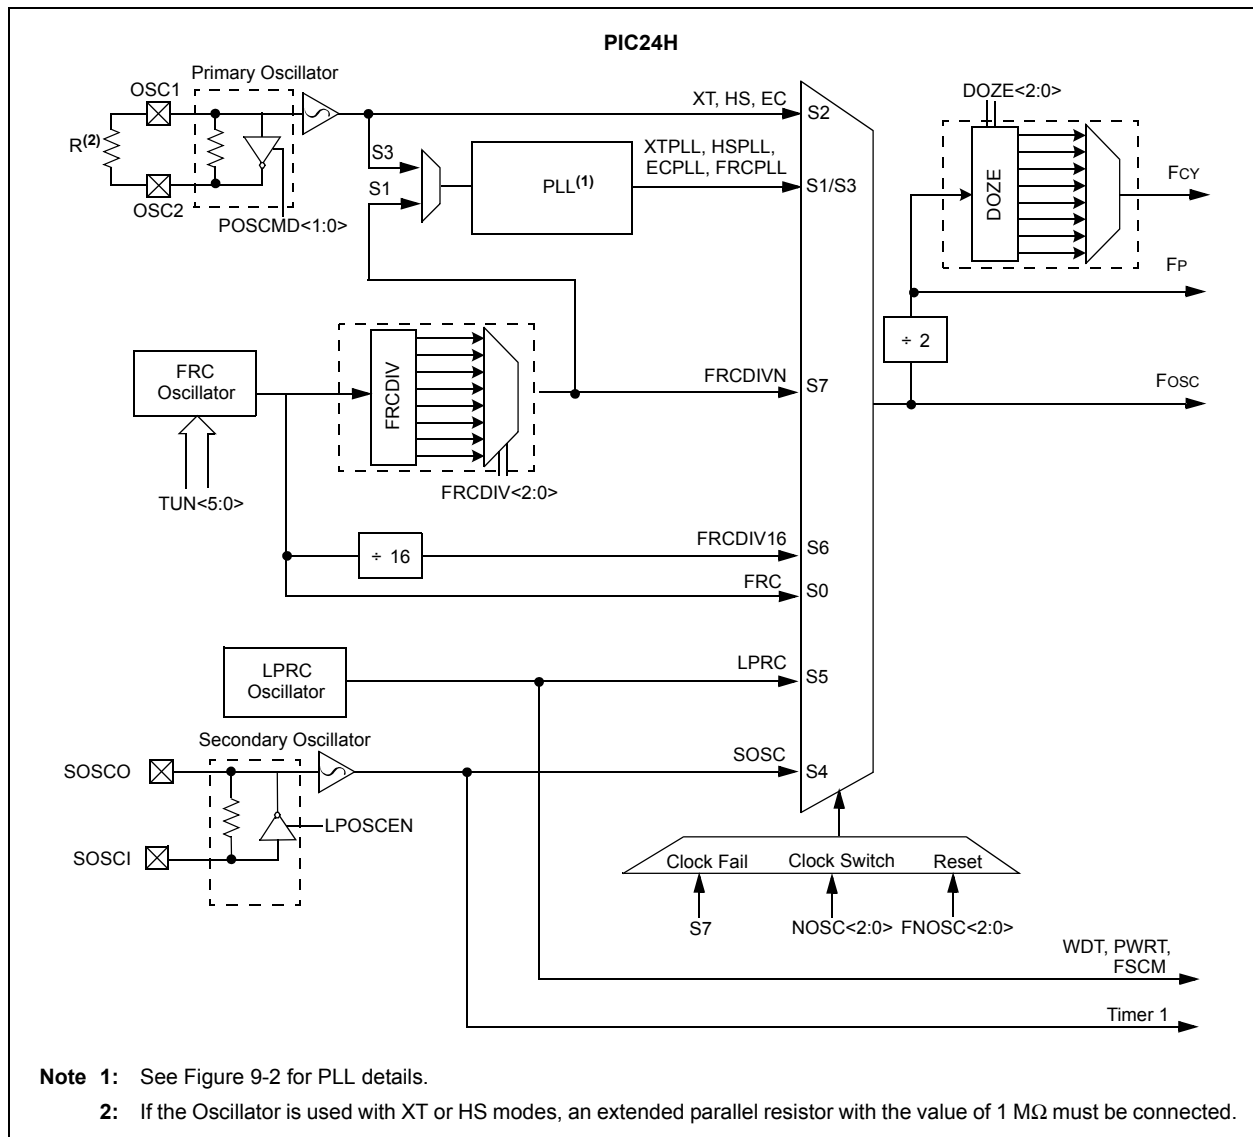 PIC24H
Primary Oscillator
OSC1
R(2)
OSC2
POSCMD<1:0>
S3
S1
PLL(1)
XT, HS, EC
S2
XTPLL, HSPLL,
ECPLL, FRCPLL
S1/S3
DOZE<2:0>
DOZE
FCY
FP
÷ 2
FOSC
FRC
Oscillator
TUN<5:0>
FRCDIV
FRCDIV<2:0>
FRCDIVN
S7
÷ 16
FRCDIV16
S6
FRC
S0
LPRC
Oscillator
LPRC
S5
Secondary Oscillator
SOSCO
SOSCI
LPOSCEN
SOSC
S4
Clock Fail
Clock Switch
Reset
S7
NOSC<2:0>
FNOSC<2:0>
WDT, PWRT,
FSCM
Timer 1
Note 1: See Figure 9-2 for PLL details.
2: If the Oscillator is used with XT or HS modes, an extended parallel resistor with the value of 1 MΩ must be connected.